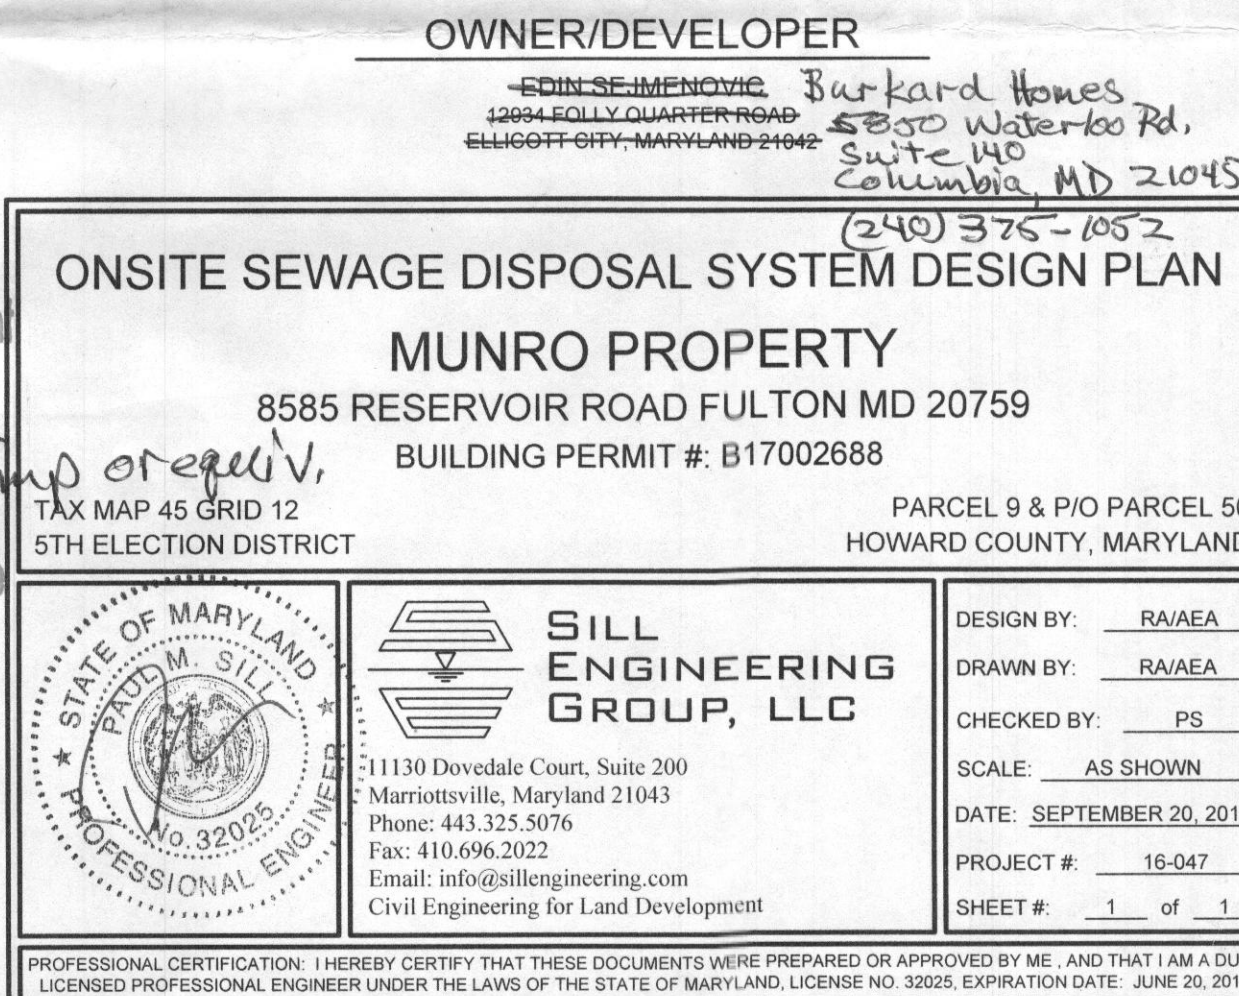 OWNER/DEVELOPER
EDIN SEJMENOVIC
12934 FOLLY QUARTER ROAD
ELLICOTT CITY, MARYLAND 21042
Burkard Homes
5850 Waterloo Rd,
Suite 140
Columbia, MD 21045
(240) 375-1052
ONSITE SEWAGE DISPOSAL SYSTEM DESIGN PLAN
MUNRO PROPERTY
8585 RESERVOIR ROAD FULTON MD 20759
or equiv.
BUILDING PERMIT #: B17002688
TAX MAP 45 GRID 12
5TH ELECTION DISTRICT
PARCEL 9 & P/O PARCEL
HOWARD COUNTY, MARYLAND
STATE OF MARYLAND
PAUL M. SILL
No. 32025
PROFESSIONAL ENGINEER
SILL
ENGINEERING
GROUP, LLC
11130 Dovedale Court, Suite 200
Marriottsville, Maryland 21043
Phone: 443.325.5076
Fax: 410.696.2022
Email: info@sillengineering.com
Civil Engineering for Land Development
DESIGN BY: RA/AEA
DRAWN BY: RA/AEA
CHECKED BY: PS
SCALE: AS SHOWN
DATE: SEPTEMBER 20, 201
PROJECT #: 16-047
SHEET #: 1 of 1
PROFESSIONAL CERTIFICATION: I HEREBY CERTIFY THAT THESE DOCUMENTS WERE PREPARED OR APPROVED BY ME , AND THAT I AM A DU
LICENSED PROFESSIONAL ENGINEER UNDER THE LAWS OF THE STATE OF MARYLAND, LICENSE NO. 32025, EXPIRATION DATE: JUNE 20, 201